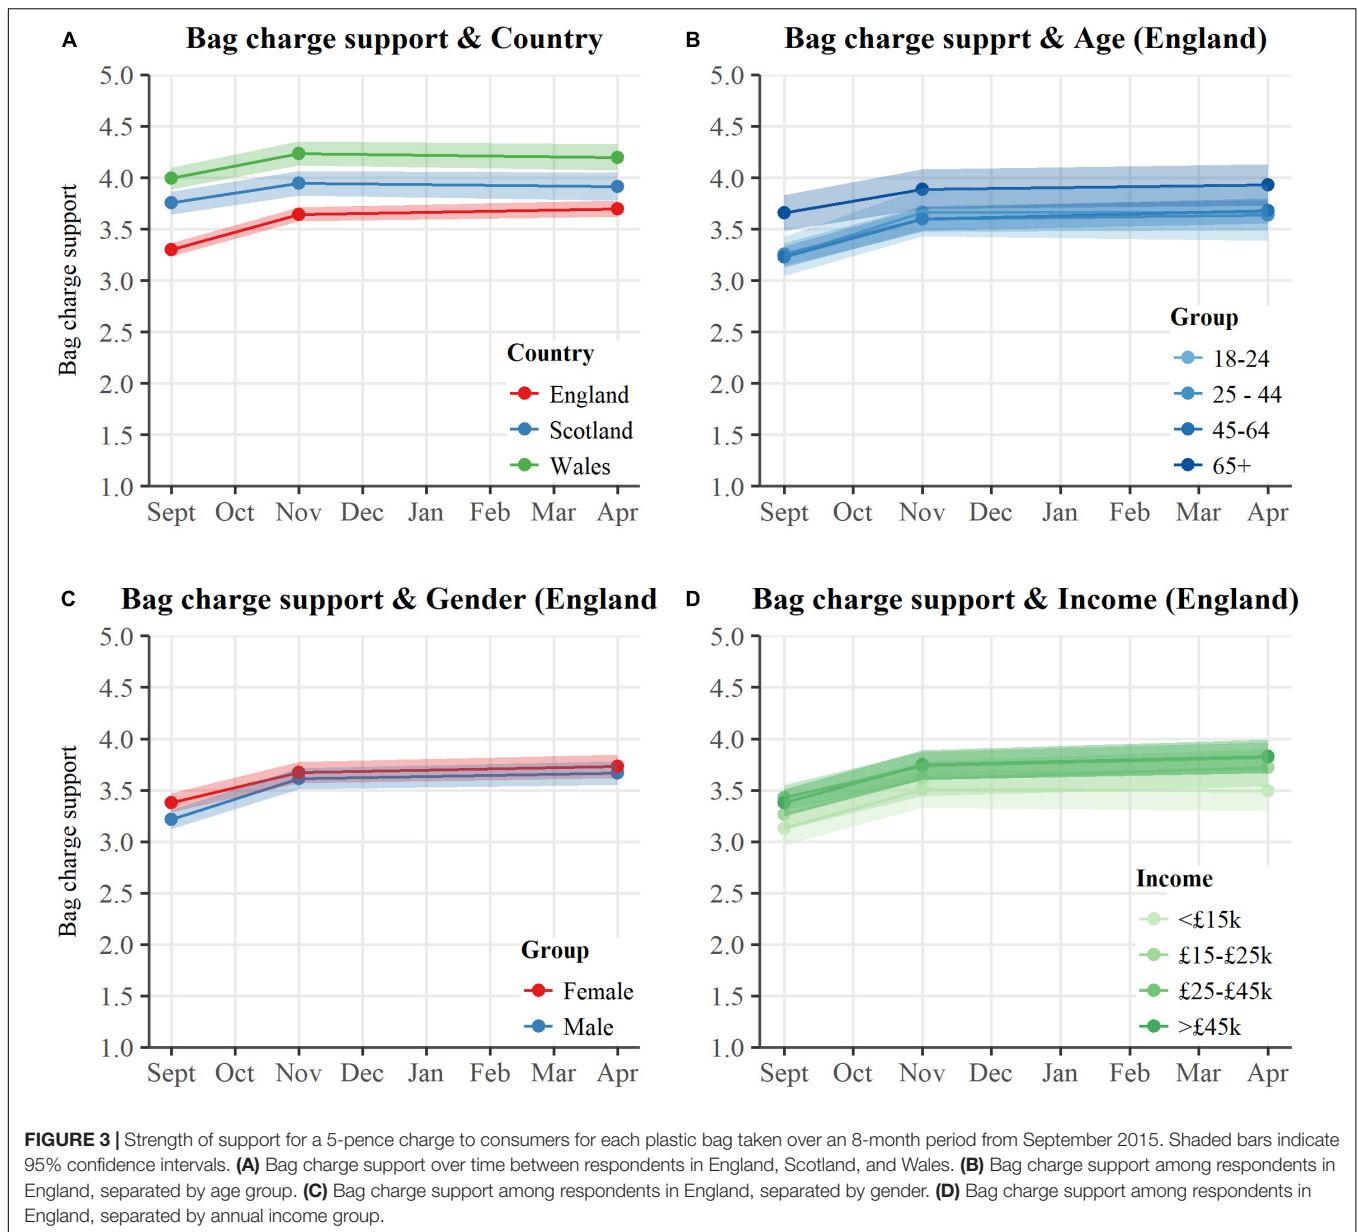 A
Bag charge support & Country
5.0
4.5
4.0
3.5
3.0
2.5
2.0
1.5
1.0
Bag charge support
Sept Oct Nov Dec Jan Feb Mar Apr
Country
England
Scotland
Wales
B
Bag charge supprt & Age (England)
5.0
4.5
4.0
3.5
3.0
2.5
2.0
1.5
1.0
Sept Oct Nov Dec Jan Feb Mar Apr
Group
18-24
25 - 44
45-64
65+
C
Bag charge support & Gender (England
5.0
4.5
4.0
3.5
3.0
2.5
2.0
1.5
1.0
Bag charge support
Sept Oct Nov Dec Jan Feb Mar Apr
Group
Female
Male
D
Bag charge support & Income (England)
5.0
4.5
4.0
3.5
3.0
2.5
2.0
1.5
1.0
Sept Oct Nov Dec Jan Feb Mar Apr
Income
<£15k
£15-£25k
£25-£45k
>£45k
FIGURE 3 | Strength of support for a 5-pence charge to consumers for each plastic bag taken over an 8-month period from September 2015. Shaded bars indicate
95% confidence intervals. (A) Bag charge support over time between respondents in England, Scotland, and Wales. (B) Bag charge support among respondents in
England, separated by age group. (C) Bag charge support among respondents in England, separated by gender. (D) Bag charge support among respondents in
England, separated by annual income group.